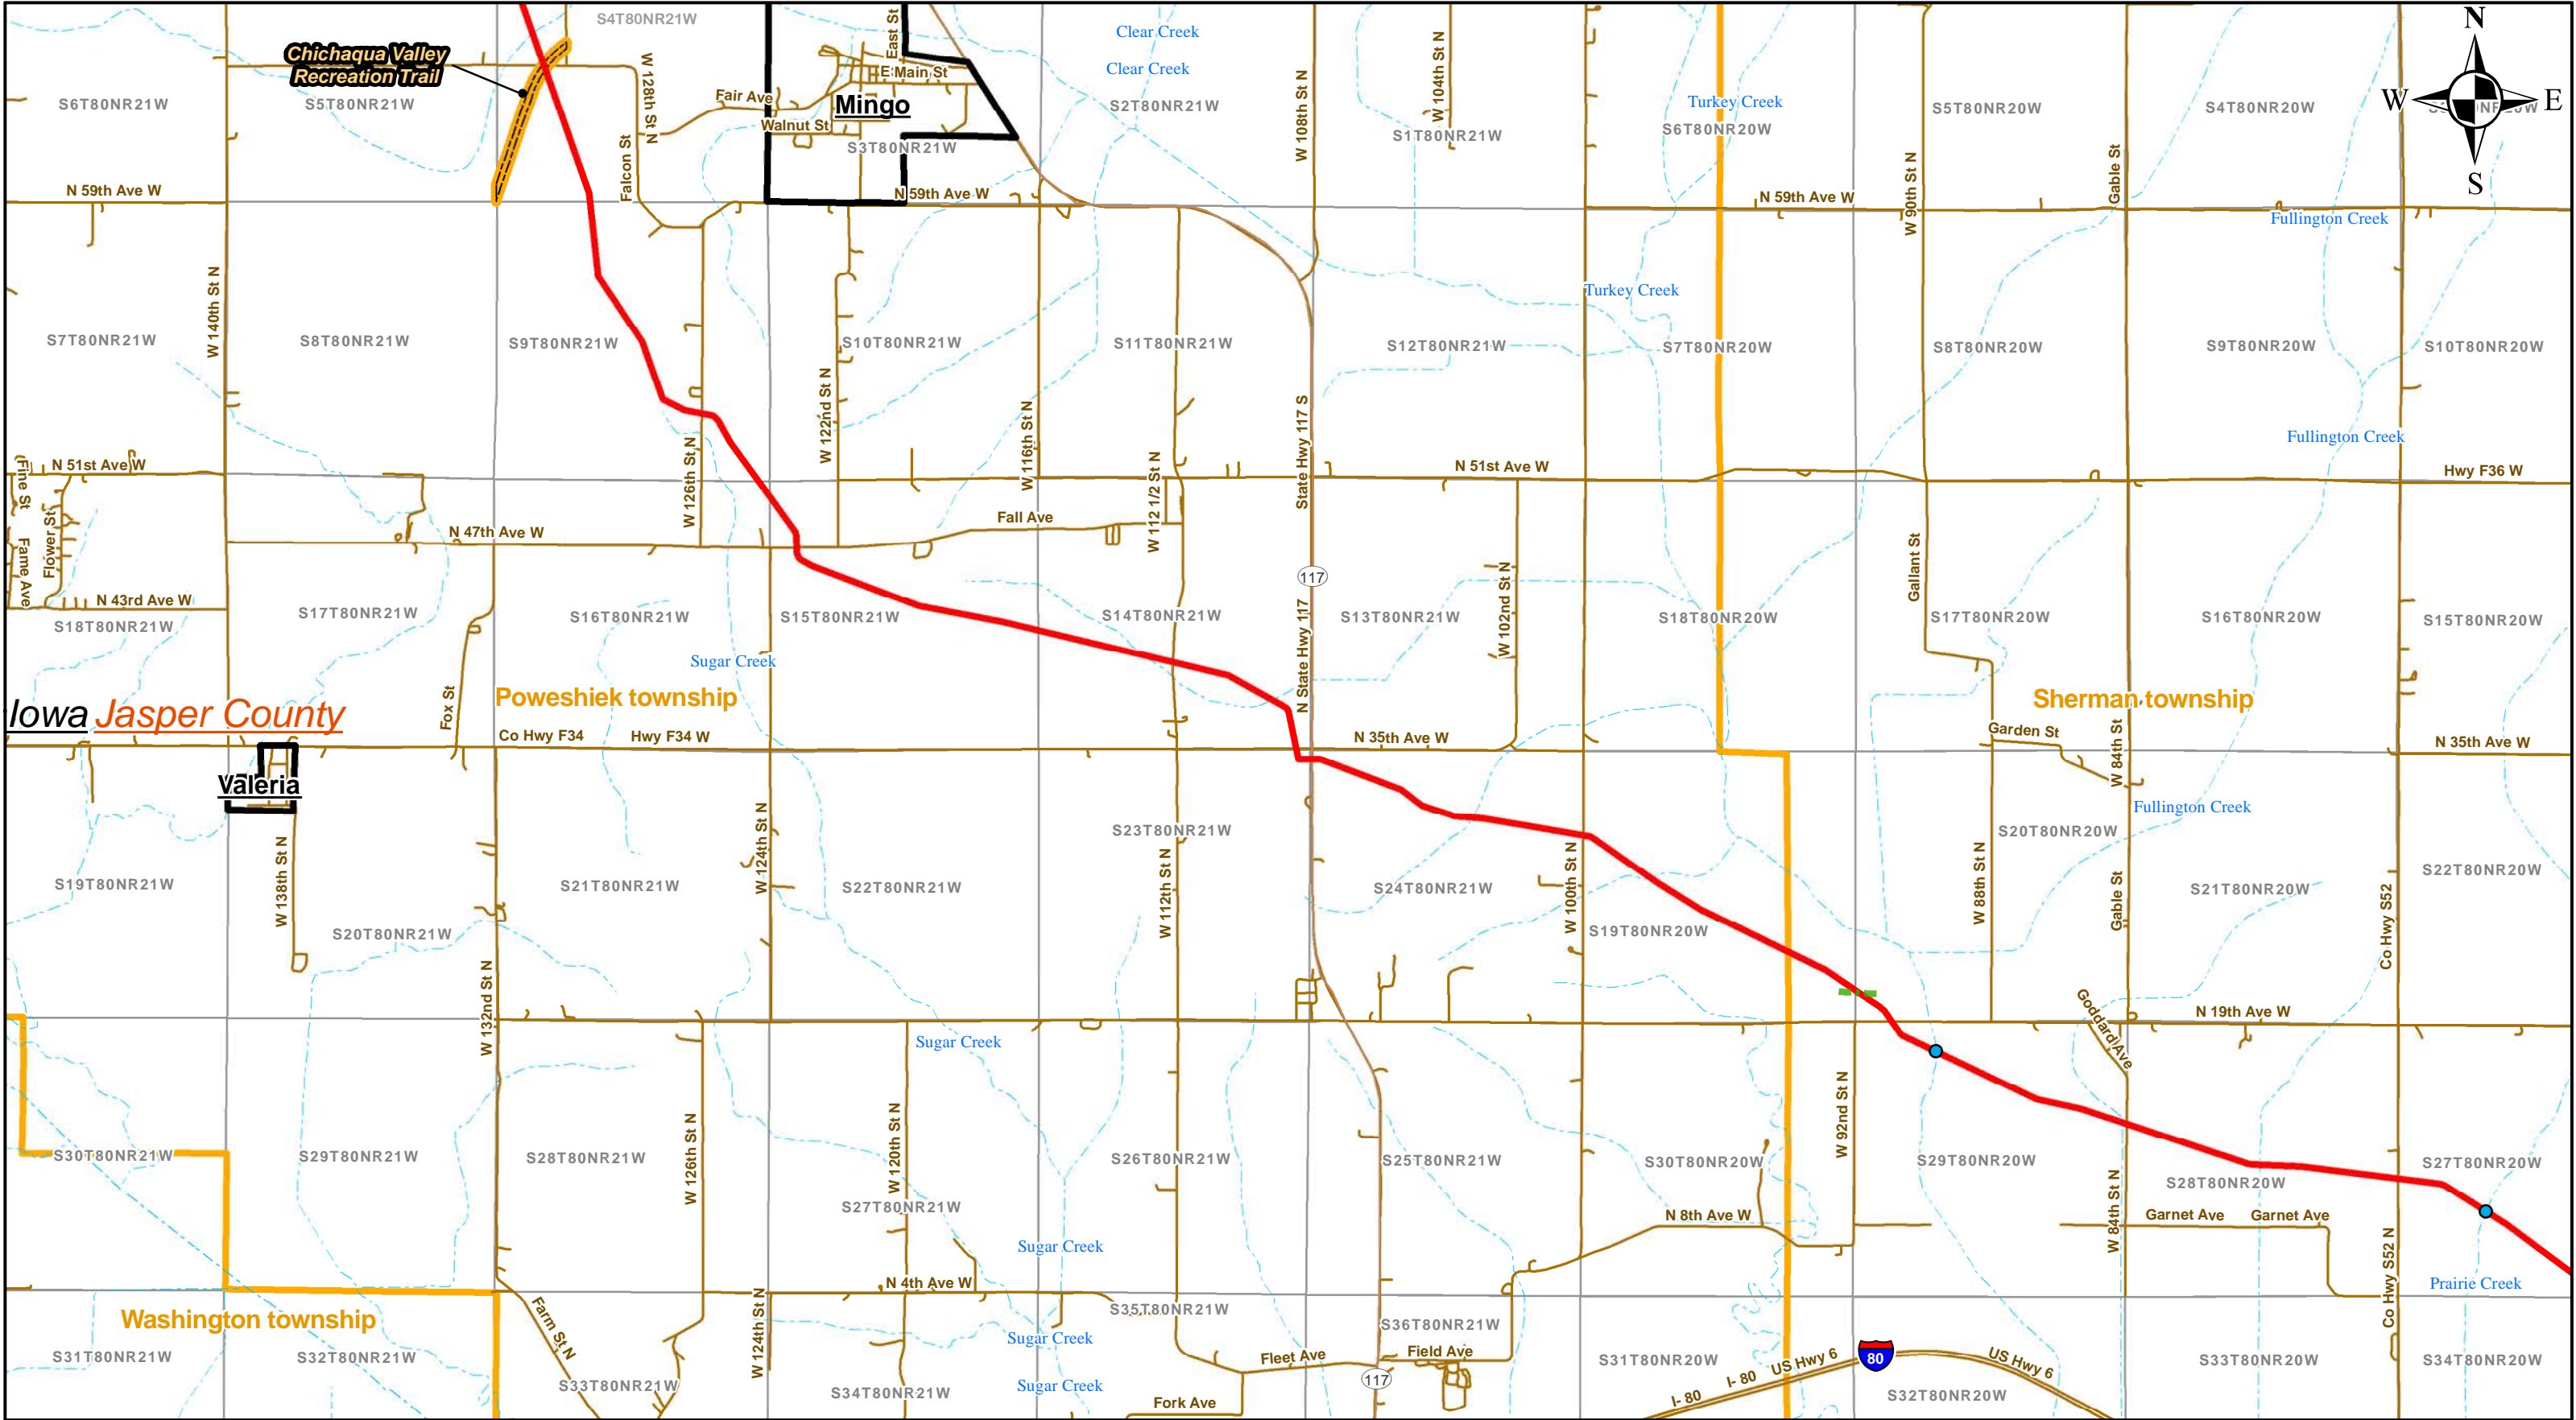 S4T80NR21W
East St
Clear Creek
N
Chichaqua Valley
Recreation Trail
W 128th St N
E Main St
Clear Creek
W 108th St N
W 104th St N
S6T80NR21W
S5T80NR21W
Fair Ave
Mingo
S2T80NR21W
Turkey Creek
S5T80NR20W
S4T80NR20W
W
E
Walnut St
S1T80NR21W
S6T80NR20W
S3T80NR21W
Falcon St
W 90th St N
Gable St
S
N 59th Ave W
N 59th Ave W
N 59th Ave W
Fullington Creek
W 140th St N
Turkey Creek
S7T80NR21W
S8T80NR21W
S9T80NR21W
S10T80NR21W
S11T80NR21W
S12T80NR21W
S7T80NR20W
S8T80NR20W
S9T80NR20W
S10T80NR20W
W 122nd St N
W 116th St N
State Hwy 117 S
Fullington Creek
W 126th St N
W 112 1/2 St N
Fine St
N 51st Ave W
N 51st Ave W
Hwy F36 W
Flower St
Fame Ave
N 47th Ave W
Fall Ave
Gallant St
117
N 43rd Ave W
S18T80NR21W
S17T80NR21W
S16T80NR21W
S15T80NR21W
S14T80NR21W
S13T80NR21W
W 102nd St N
S18T80NR20W
S17T80NR20W
S16T80NR20W
S15T80NR20W
N State Hwy 117
Sugar Creek
Poweshiek township
Sherman township
Iowa Jasper County
Fox St
Co Hwy F34
Hwy F34 W
N 35th Ave W
Garden St
N 35th Ave W
W 84th St N
Valeria
Fullington Creek
S23T80NR21W
S20T80NR20W
W 138th St N
W 124th St N
W 112th St N
W 100th St N
W 88th St N
Gable St
Co Hwy S52
S19T80NR21W
S21T80NR21W
S22T80NR21W
S24T80NR21W
S21T80NR20W
S22T80NR20W
S20T80NR21W
S19T80NR20W
W 132nd St N
N 19th Ave W
Goddard Ave
Sugar Creek
W 126th St N
W 120th St N
W 92nd St N
S30T80NR21W
S29T80NR21W
S28T80NR21W
S26T80NR21W
S25T80NR21W
S30T80NR20W
S29T80NR20W
S27T80NR20W
S28T80NR20W
S27T80NR21W
W 84th St N
N 8th Ave W
Garnet Ave
Garnet Ave
Sugar Creek
Co Hwy S52 N
N 4th Ave W
Prairie Creek
Washington township
Farm St N
W 124th St N
S35T80NR21W
S36T80NR21W
Sugar Creek
S31T80NR21W
S32T80NR21W
Fleet Ave
Field Ave
S31T80NR20W
US Hwy 6
80
US Hwy 6
S33T80NR20W
S34T80NR20W
S33T80NR21W
S34T80NR21W
Sugar Creek
117
I- 80
I- 80
S32T80NR20W
Fork Ave